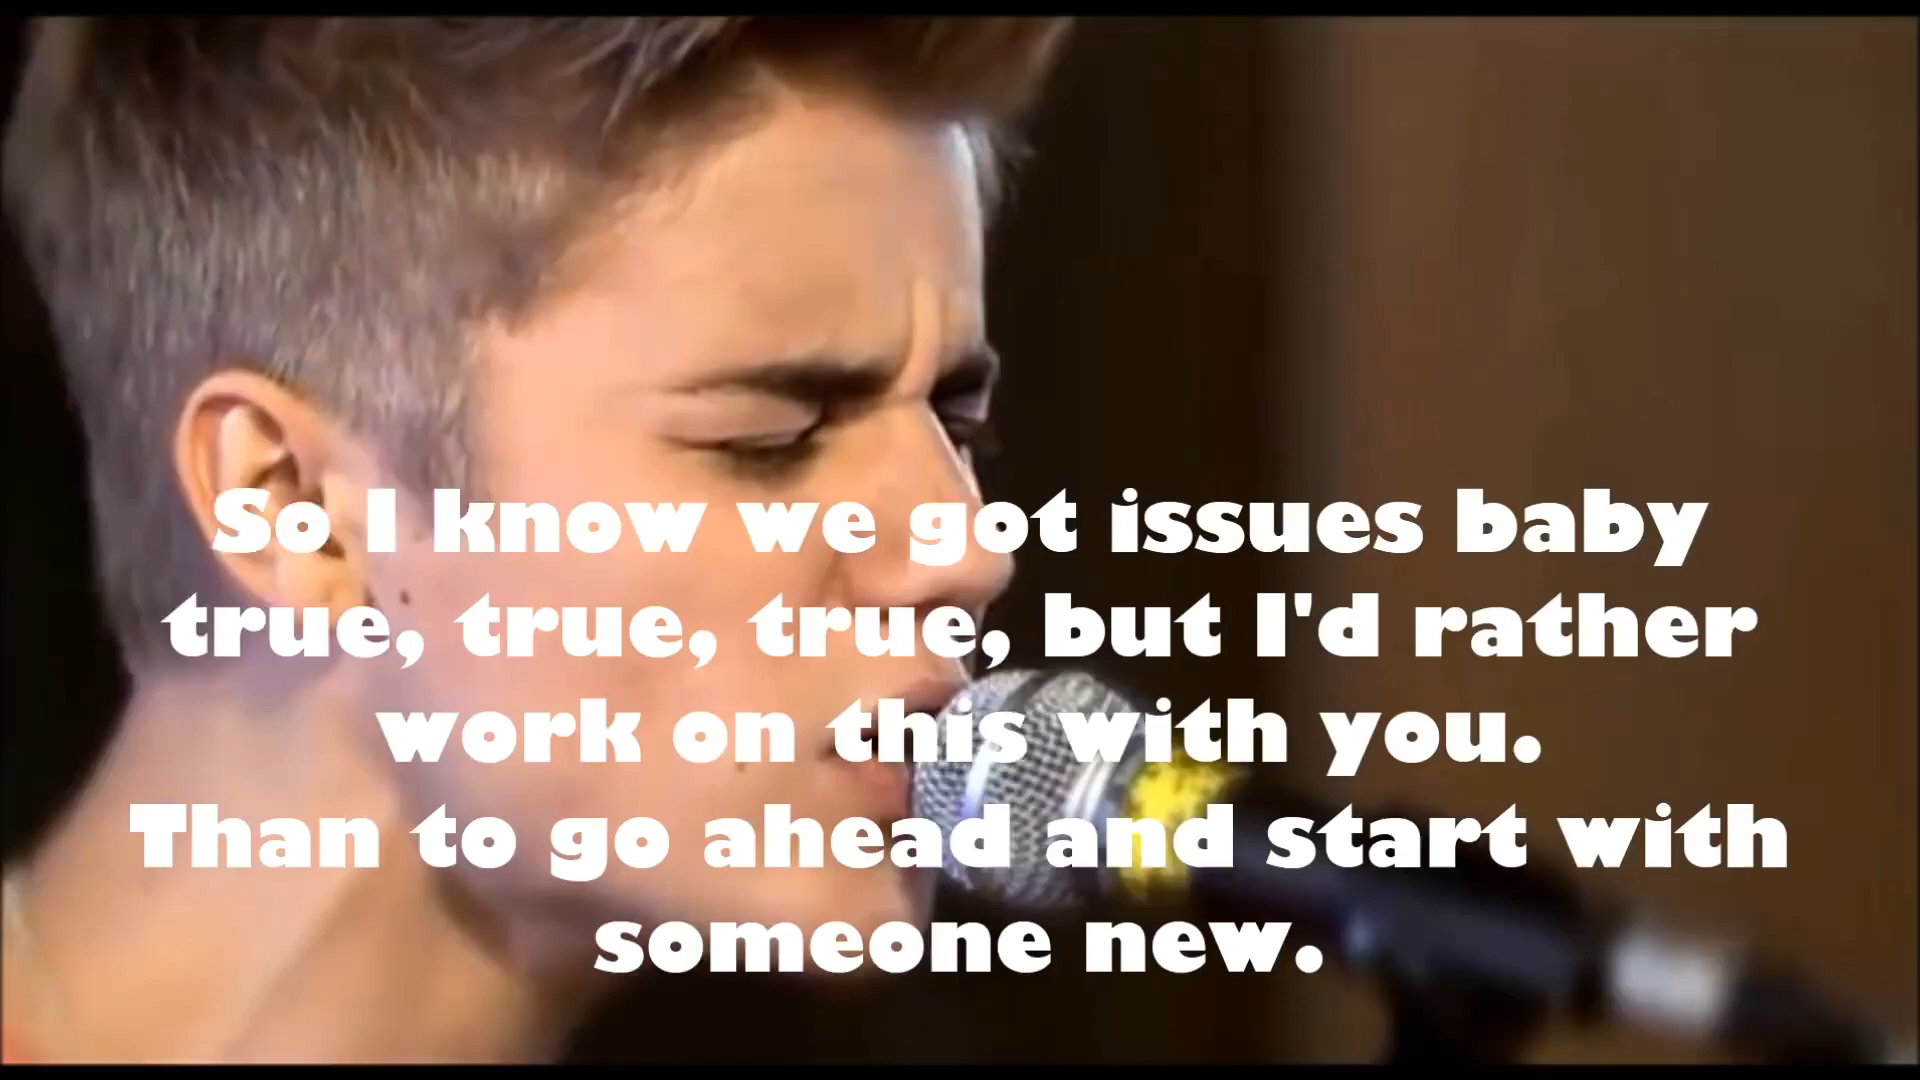 So I know we got issues baby
true, true, true, but I'd rather
work on this with you.
Than to go ahead and start with
someone new.